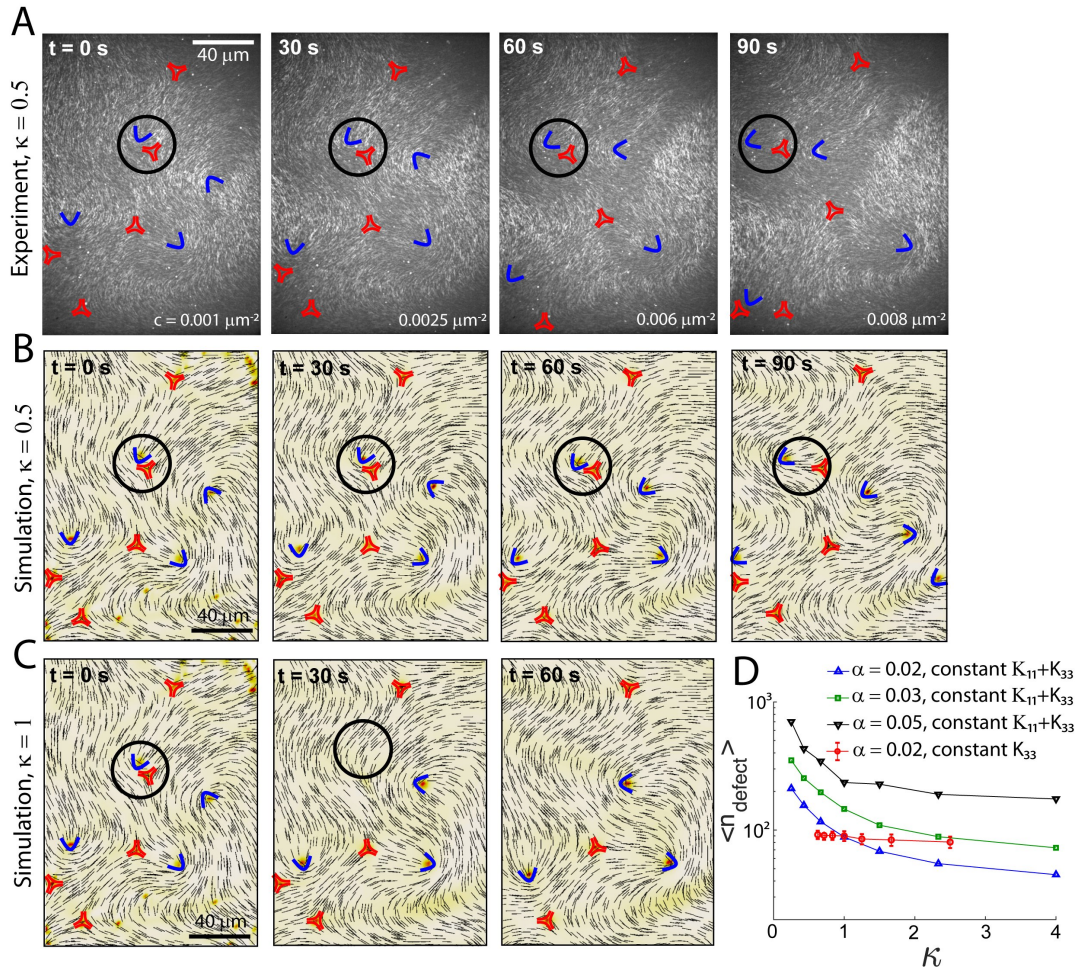 A
Experiment, κ = 0.5
t = 0 s
40 μm
c = 0.001 μm⁻²
30 s
0.0025 μm⁻²
60 s
0.006 μm⁻²
90 s
0.008 μm⁻²
B
Simulation, κ = 0.5
t = 0 s
40 μm
t = 30 s
t = 60 s
t = 90 s
C
Simulation, κ = 1
t = 0 s
40 μm
t = 30 s
t = 60 s
D
α = 0.02, constant K₁₁+K₃₃
α = 0.03, constant K₁₁+K₃₃
α = 0.05, constant K₁₁+K₃₃
α = 0.02, constant K₃₃
<n_defect>
10³
10²
0
1
2
3
4
κ